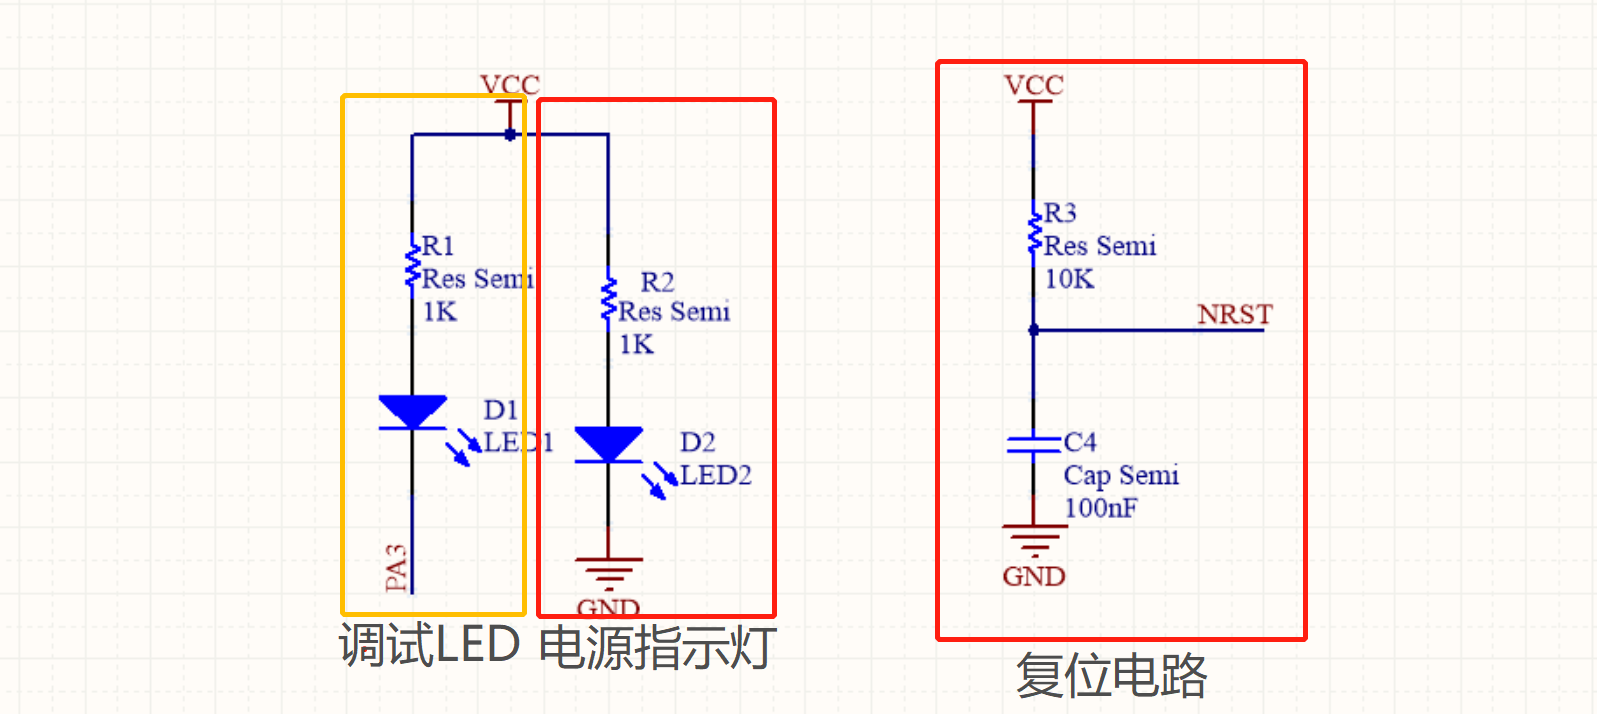 VCC
R1
Res Semi
1K
D1
LED1
PA3
R2
Res Semi
1K
D2
LED2
GND
调试LED
电源指示灯
VCC
R3
Res Semi
10K
NRST
C4
Cap Semi
100nF
GND
复位电路